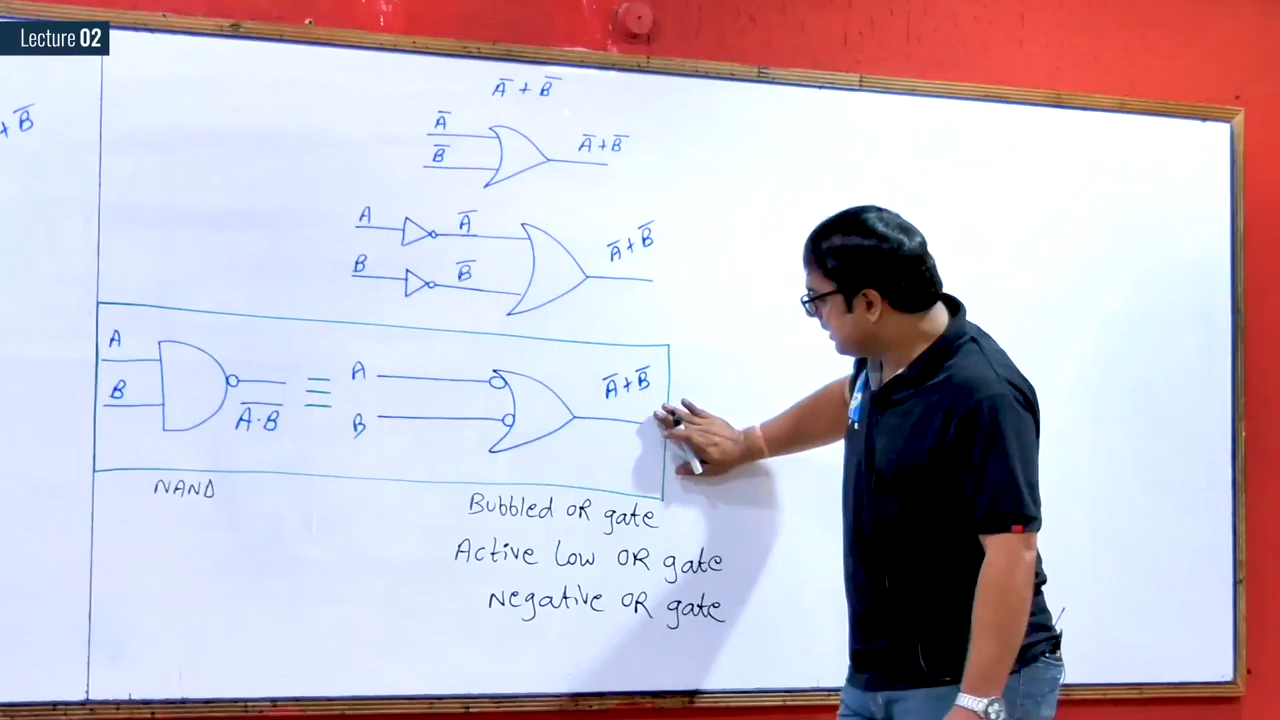 Lecture 02
+ B̅
A̅ + B̅
A̅
B̅
A̅ + B̅
A
A̅
B
B̅
A̅ + B̅
A
B
A̅·̅B̅
≡
A
B
A̅ + B̅
NAND
Bubbled OR gate
Active Low OR gate
Negative OR gate